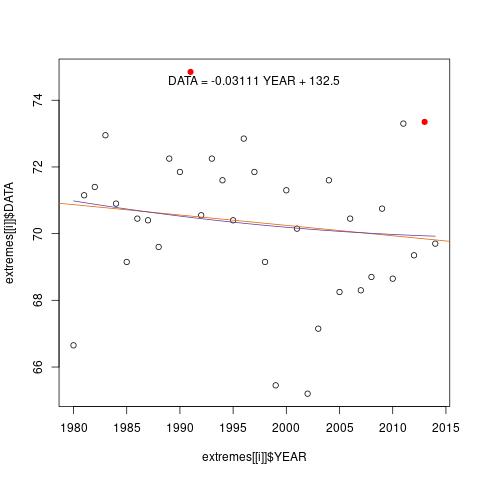 DATA = -0.03111 YEAR + 132.5
74
72
70
68
66
extremes[[i]]$DATA
1980 1985 1990 1995 2000 2005 2010 2015
extremes[[i]]$YEAR